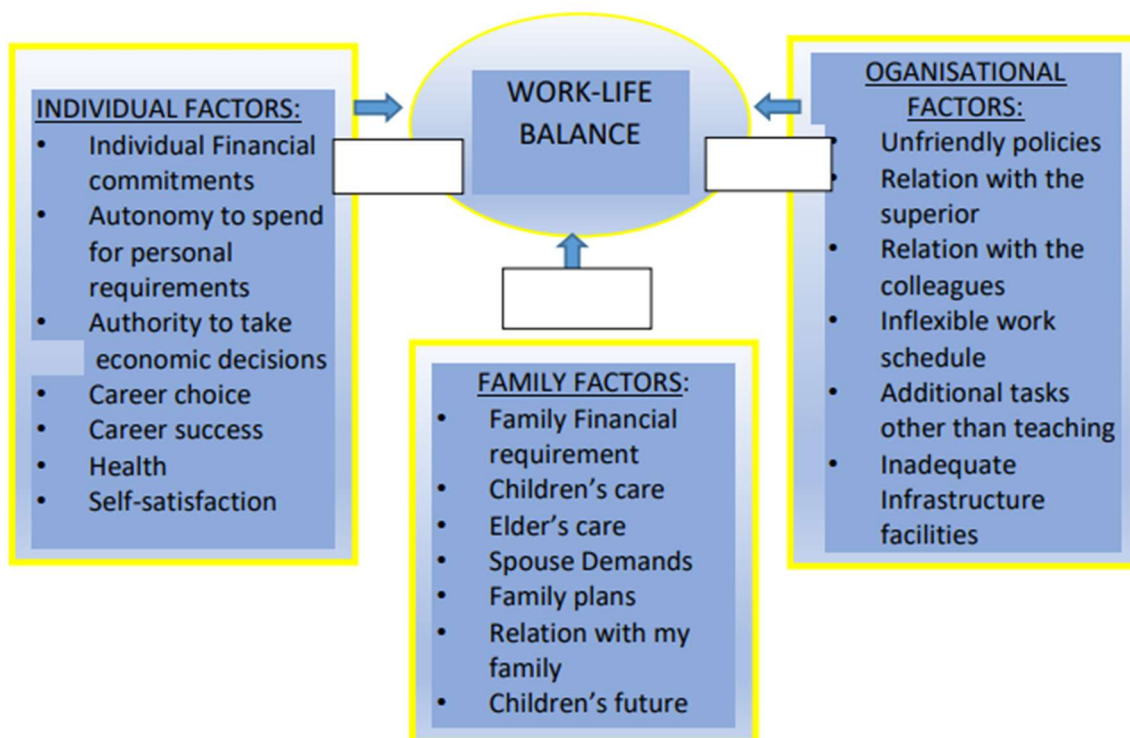 INDIVIDUAL FACTORS:
• Individual Financial
commitments
• Autonomy to spend
for personal
requirements
• Authority to take
economic decisions
• Career choice
• Career success
• Health
• Self-satisfaction
WORK-LIFE
BALANCE
OGANISATIONAL
FACTORS:
• Unfriendly policies
• Relation with the
superior
• Relation with the
colleagues
• Inflexible work
schedule
• Additional tasks
other than teaching
• Inadequate
Infrastructure
facilities
FAMILY FACTORS:
• Family Financial
requirement
• Children’s care
• Elder’s care
• Spouse Demands
• Family plans
• Relation with my
family
• Children’s future